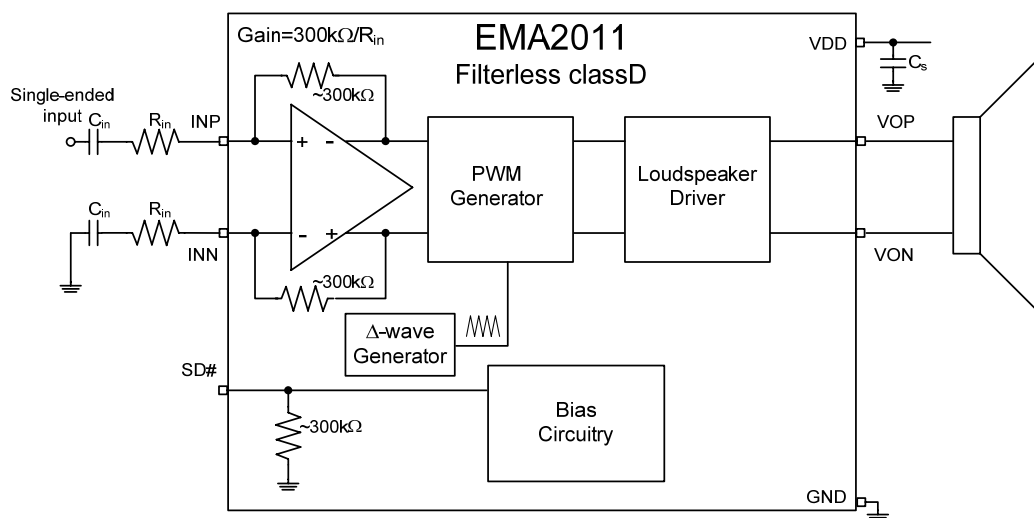 Gain=300kΩ/Rin
EMA2011
Filterless classD
VDD
Cs
~300kΩ
Single-ended
input
Cin
Rin
INP
+
-
VOP
PWM
Generator
Loudspeaker
Driver
Cin
Rin
INN
-
+
VON
~300kΩ
Δ-wave
Generator
SD#
~300kΩ
Bias
Circuitry
GND